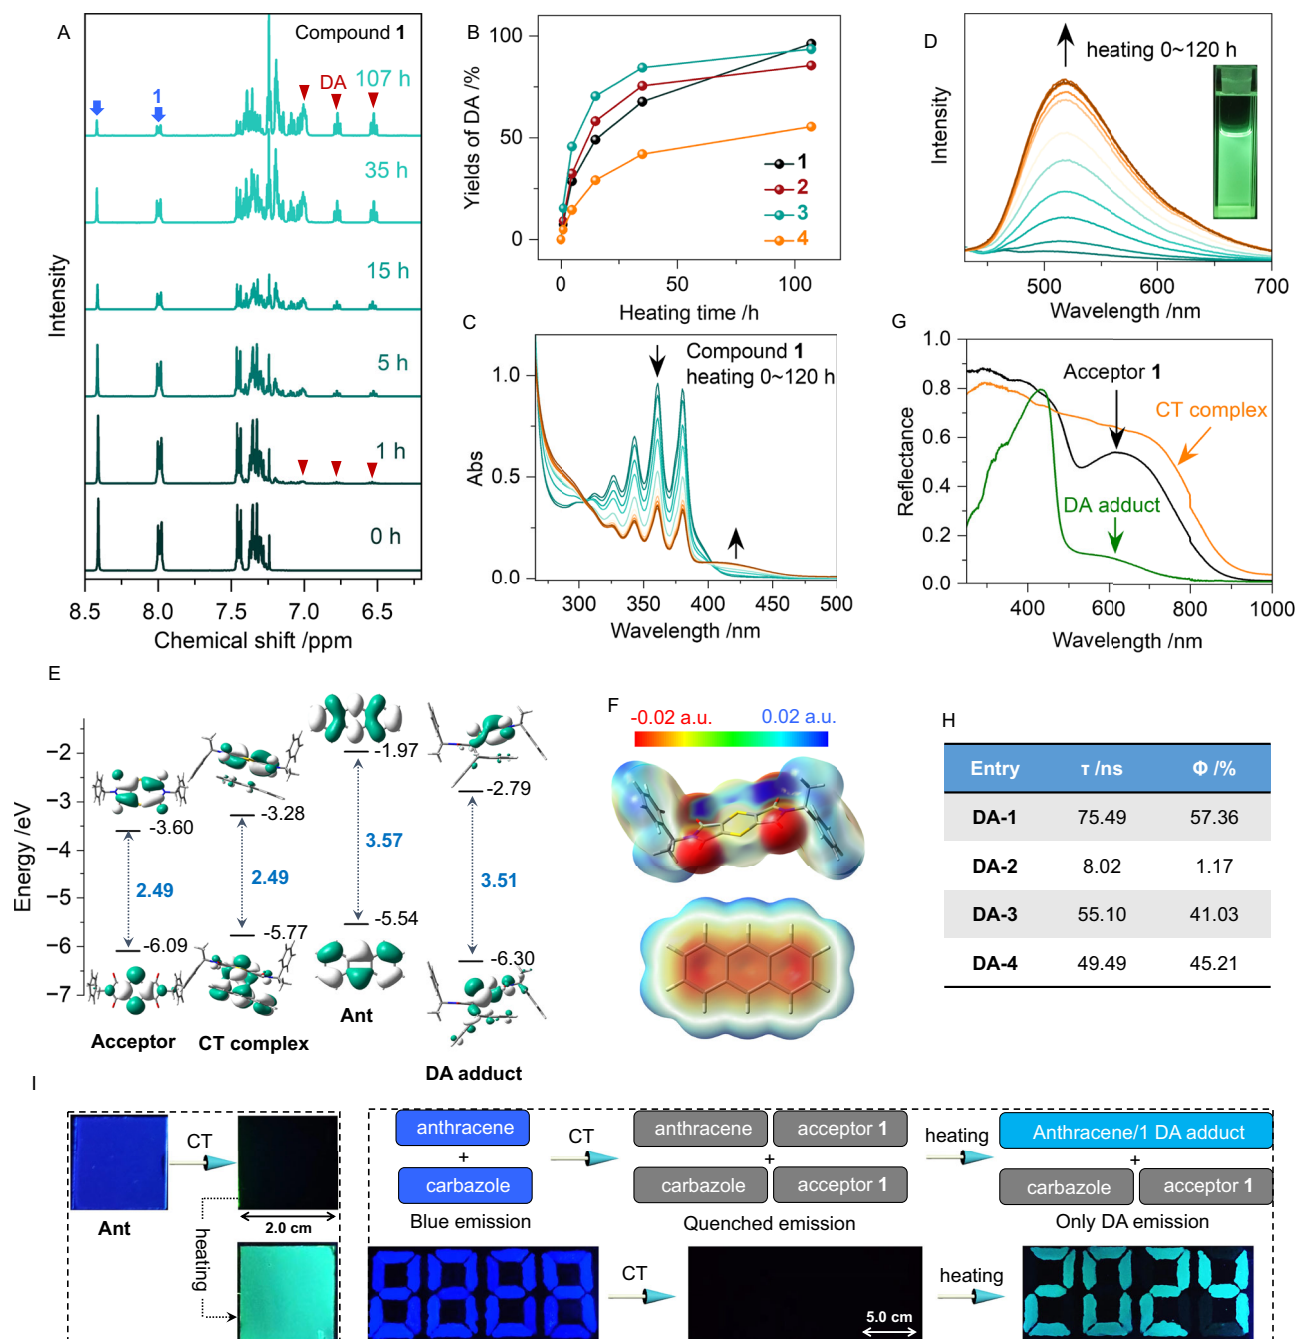 A
Compound 1
1
DA
107 h
35 h
15 h
5 h
1 h
0 h
Intensity
8.5 8.0 7.5 7.0 6.5
Chemical shift /ppm
B
100
50
0
Yields of DA /%
1
2
3
4
0 50 100
Heating time /h
C
Compound 1
heating 0~120 h
1.0
0.5
0.0
Abs
300 350 400 450 500
Wavelength /nm
D
heating 0~120 h
Intensity
500 600 700
Wavelength /nm
G
1.0
0.8
0.6
0.4
0.2
0.0
Reflectance
Acceptor 1
CT complex
DA adduct
400 600 800 1000
Wavelength /nm
E
Energy /eV
-2
-3
-4
-5
-6
-7
-3.60
2.49
-6.09
Acceptor
-3.28
2.49
-5.77
CT complex
-1.97
3.57
-5.54
Ant
-2.79
3.51
-6.30
DA adduct
F
-0.02 a.u. 0.02 a.u.
H
Entry τ /ns Φ /%
DA-1 75.49 57.36
DA-2 8.02 1.17
DA-3 55.10 41.03
DA-4 49.49 45.21
I
CT
Ant
2.0 cm
heating
anthracene
+
carbazole
Blue emission
CT
anthracene acceptor 1
+
carbazole acceptor 1
Quenched emission
heating
Anthracene/1 DA adduct
+
carbazole acceptor 1
Only DA emission
8888
CT
5.0 cm
heating
2024